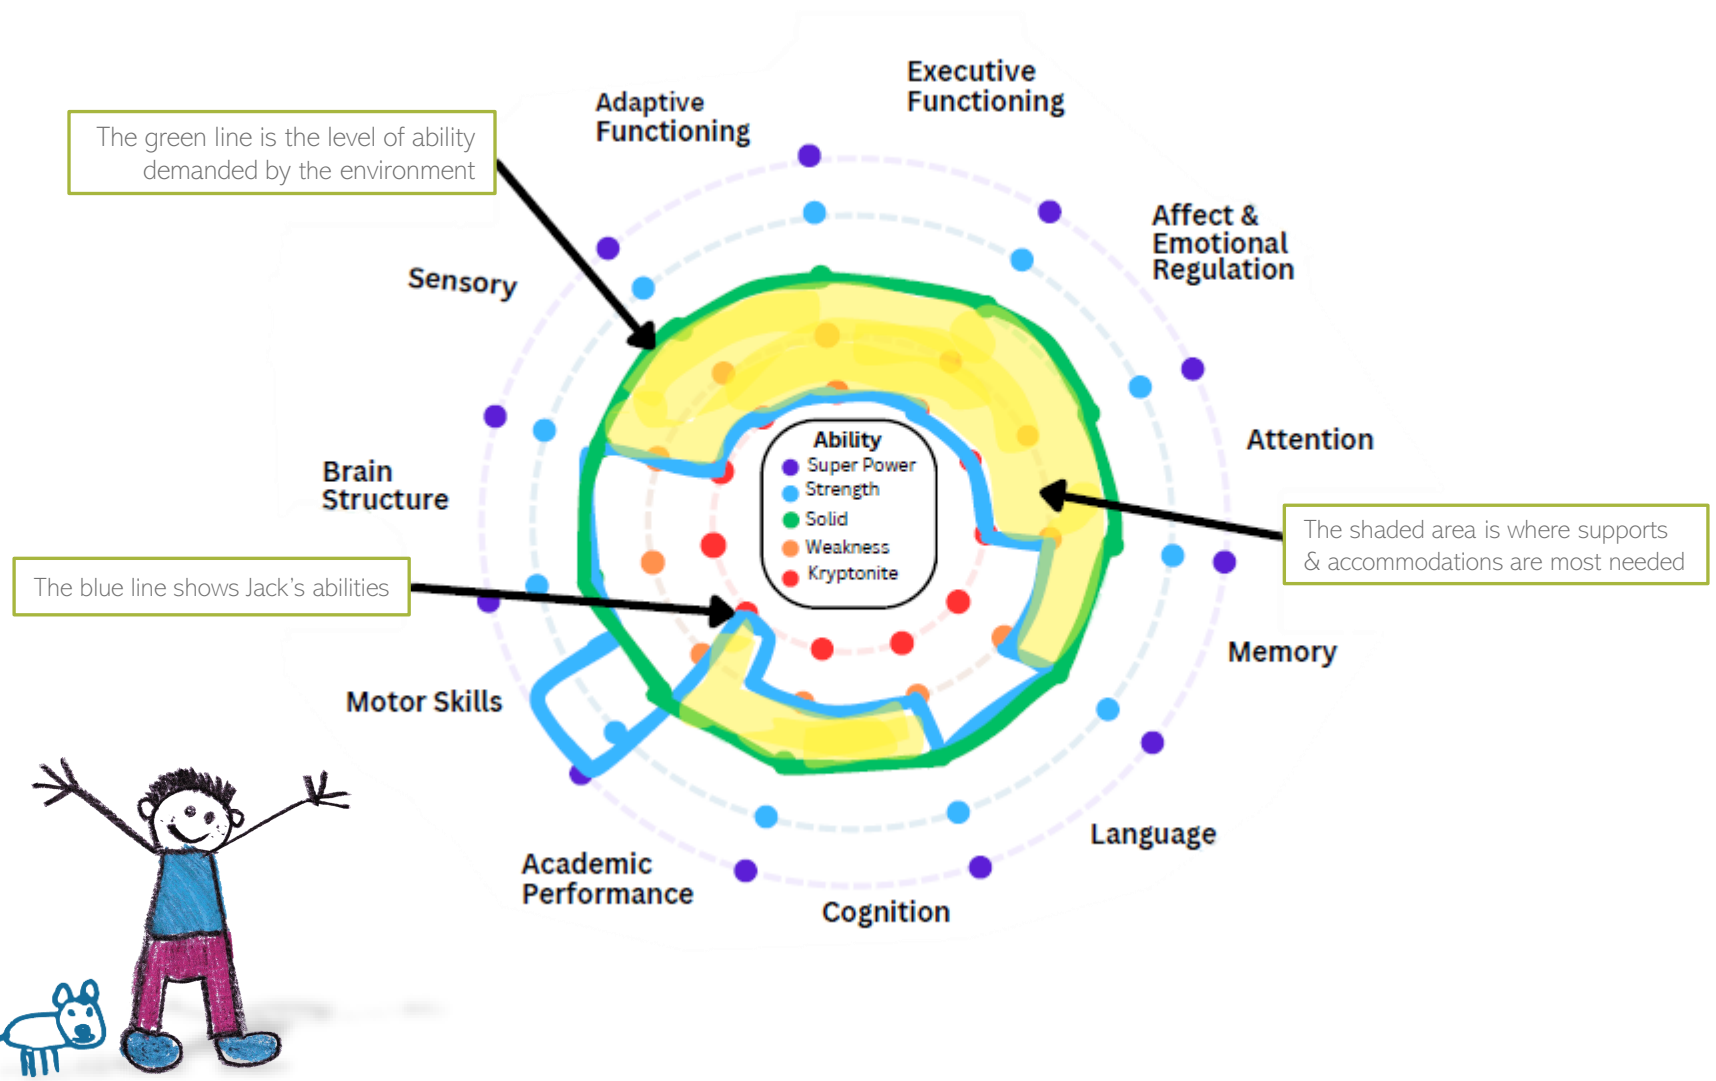 Executive
Functioning
Adaptive
Functioning
The green line is the level of ability
demanded by the environment
Affect &
Emotional
Regulation
Sensory
Attention
Ability
Super Power
Strength
Solid
Weakness
Kryptonite
Brain
Structure
The shaded area is where supports
& accommodations are most needed
The blue line shows Jack's abilities
Memory
Motor Skills
Language
Academic
Performance
Cognition